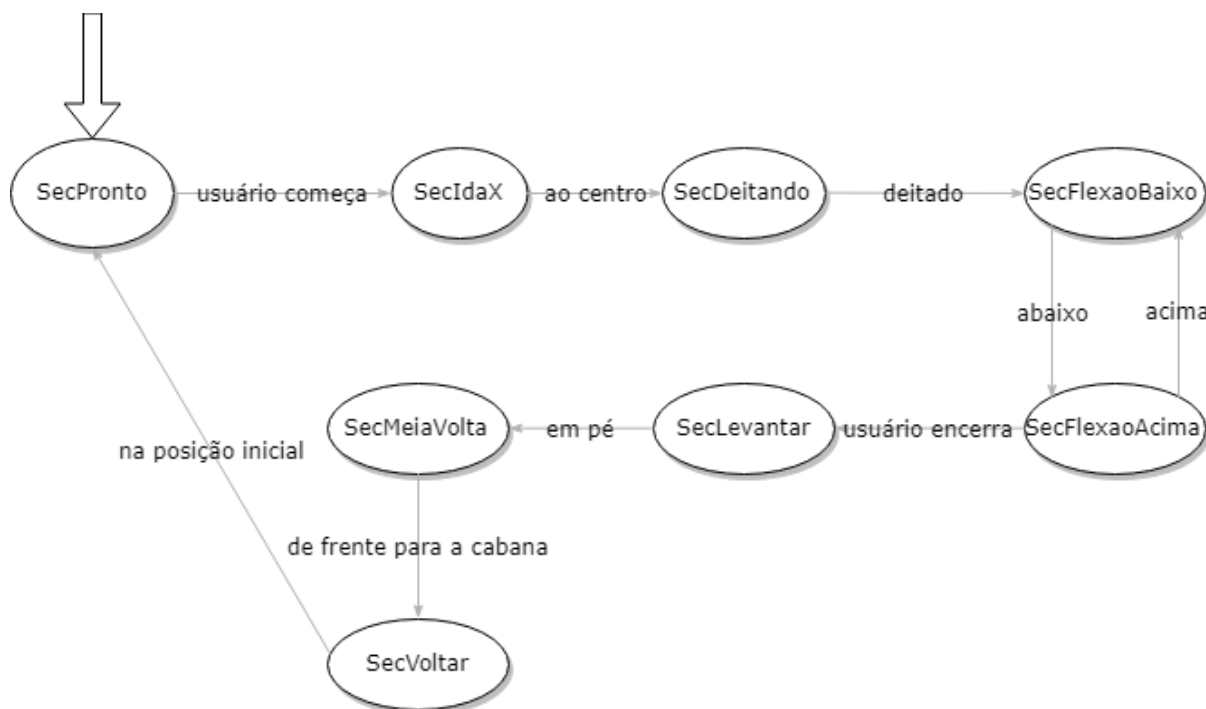 SecPronto
usuário começa
SecIdaX
ao centro
SecDeitando
deitado
SecFlexaoBaixo
abaixo
acima
SecMeiaVolta
em pé
SecLevantar
usuário encerra
SecFlexaoAcima
na posição inicial
de frente para a cabana
SecVoltar